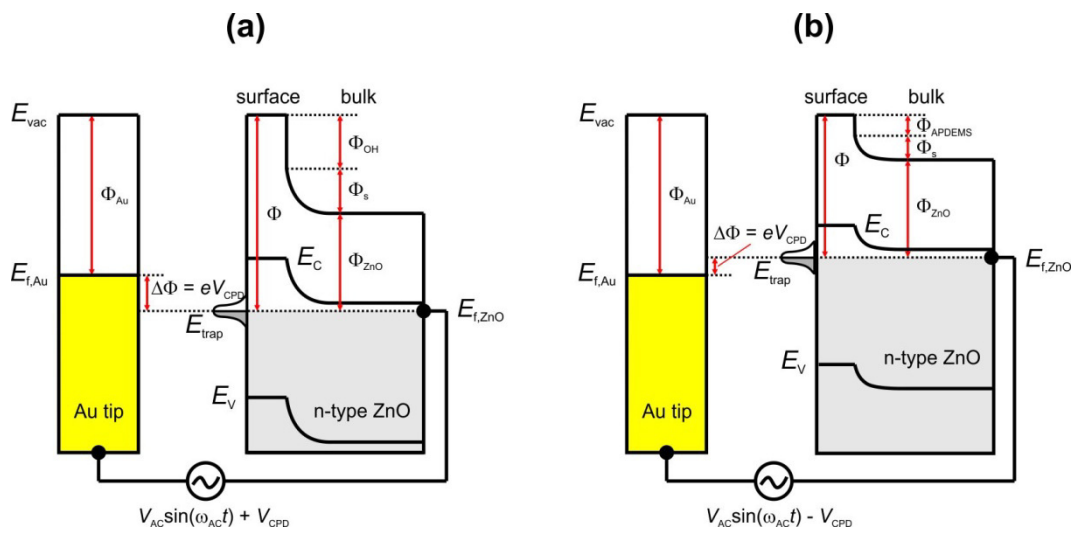 (a)
surface bulk
E_vac
Φ_OH
Φ_s
Φ_Au
Φ
E_C
Φ_ZnO
E_f,Au
ΔΦ = eV_CPD
E_trap
E_f,ZnO
E_V
Au tip
n-type ZnO
V_AC sin(ω_AC t) + V_CPD
(b)
surface bulk
E_vac
Φ_APDEMS
Φ_s
Φ
Φ_Au
Φ_ZnO
E_C
ΔΦ = eV_CPD
E_f,Au
E_trap
E_f,ZnO
E_V
n-type ZnO
Au tip
V_AC sin(ω_AC t) - V_CPD